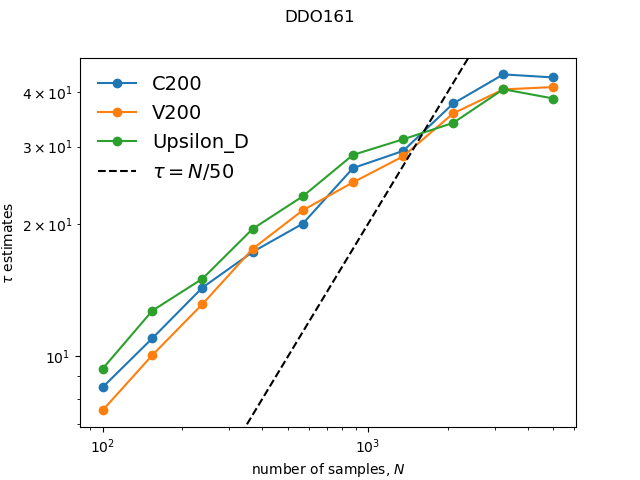 DDO161
C200
V200
Upsilon_D
τ = N/50
4 × 10¹
3 × 10¹
2 × 10¹
10¹
τ estimates
10² 10³
number of samples, N